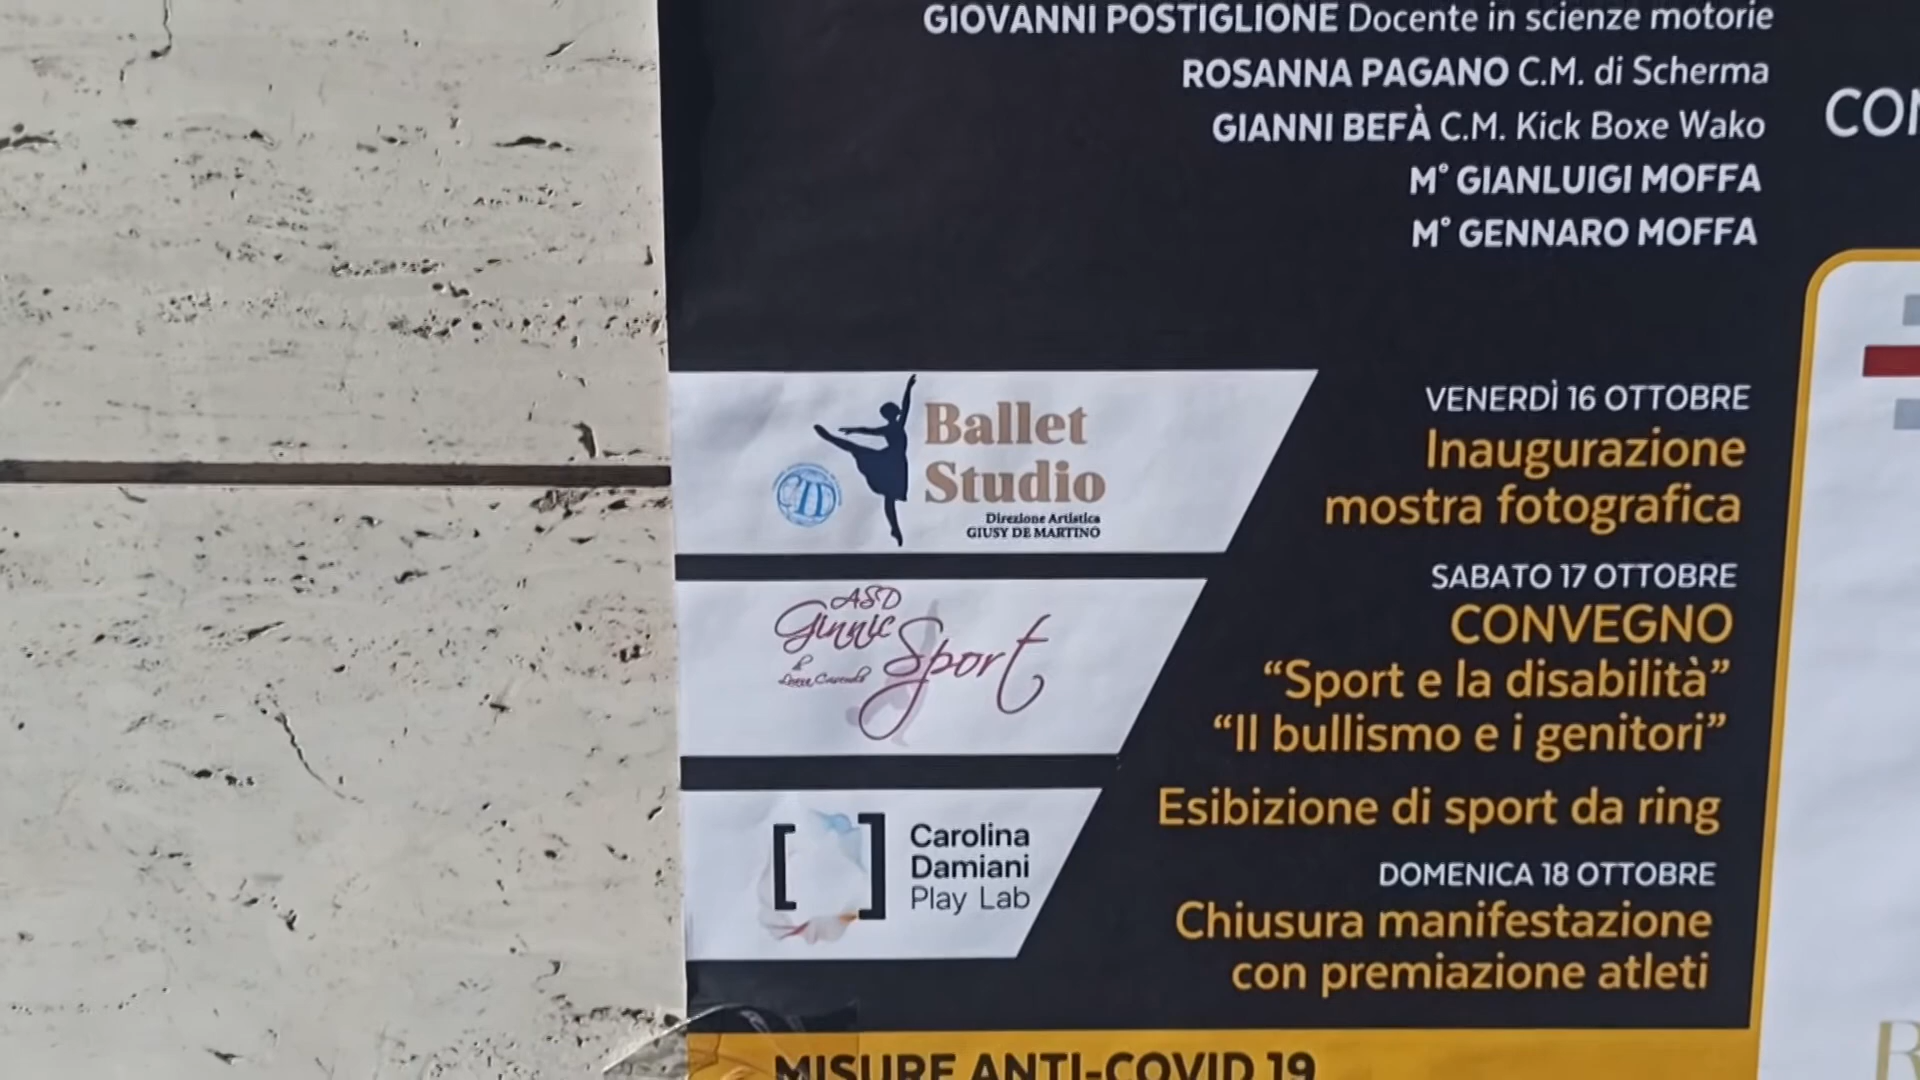 GIOVANNI POSTIGLIONE Docente in scienze motorie
ROSANNA PAGANO C.M. di Scherma
GIANNI BEFÀ C.M. Kick Boxe Wako
M° GIANLUIGI MOFFA
M° GENNARO MOFFA
Ballet
Studio
Direzione Artistica
GIUSY DE MARTINO
ASD
Ginnic
Sport
Carolina
Damiani
Play Lab
VENERDÌ 16 OTTOBRE
Inaugurazione
mostra fotografica
SABATO 17 OTTOBRE
CONVEGNO
“Sport e la disabilità”
“Il bullismo e i genitori”
Esibizione di sport da ring
DOMENICA 18 OTTOBRE
Chiusura manifestazione
con premiazione atleti
MISURE ANTI-COVID 19